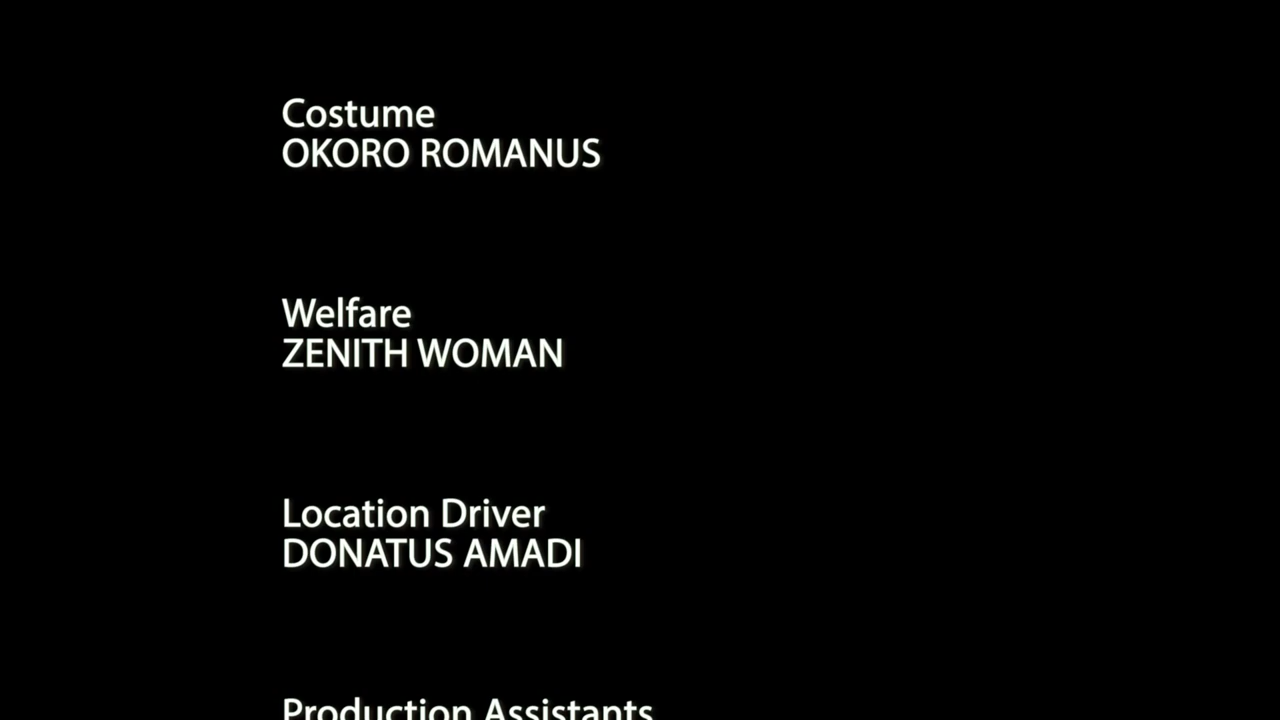 Costume
OKORO ROMANUS
Welfare
ZENITH WOMAN
Location Driver
DONATUS AMADI
Production Assistants